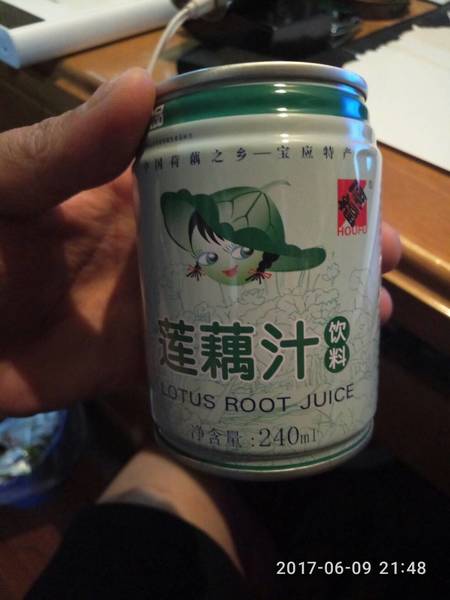 中国荷藕之乡—宝应特产
HOUFU
莲藕汁
饮料
LOTUS ROOT JUICE
净含量:240ml
2017-06-09 21:48